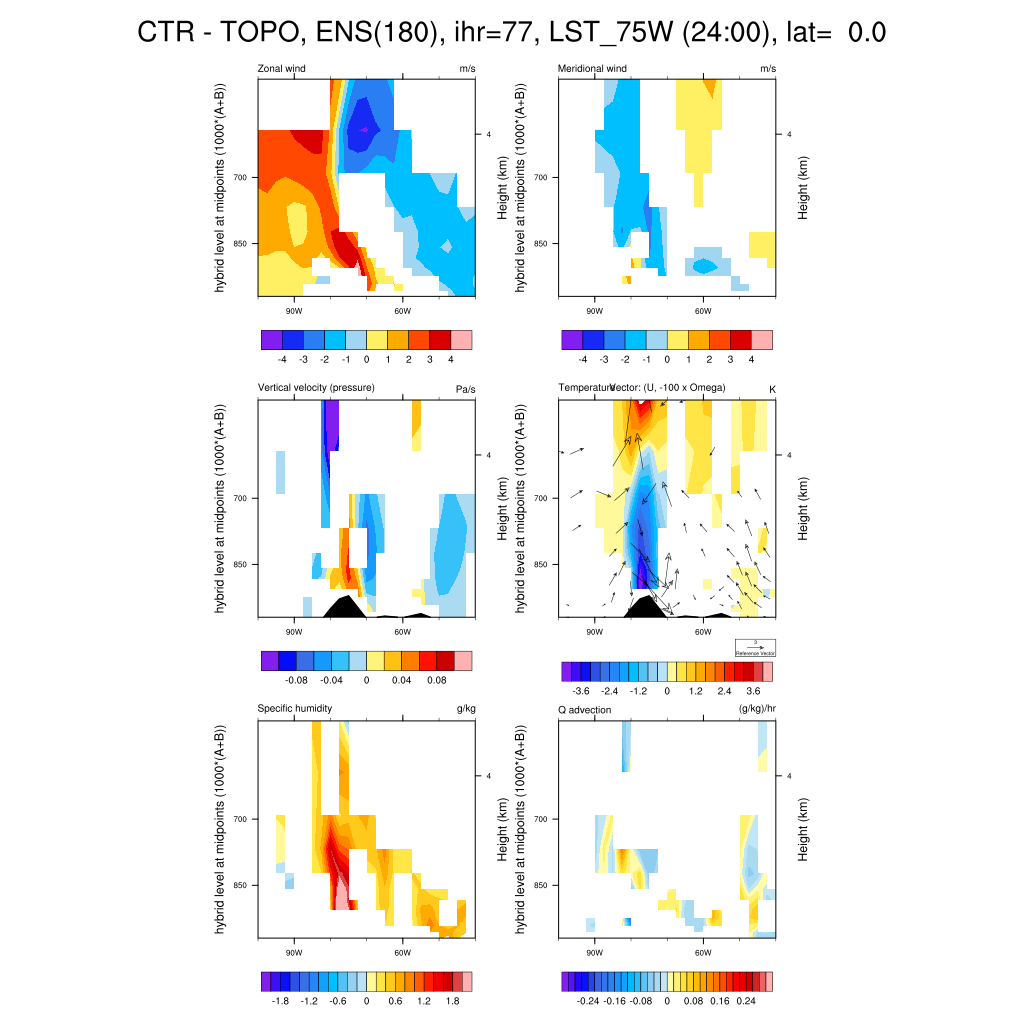 CTR - TOPO, ENS(180), ihr=77, LST_75W (24:00), lat=  0.0
Zonal wind
m/s
hybrid level at midpoints (1000*(A+B))
700
850
4
Height (km)
90W
60W
-4 -3 -2 -1 0 1 2 3 4
Meridional wind
m/s
hybrid level at midpoints (1000*(A+B))
700
850
4
Height (km)
90W
60W
-4 -3 -2 -1 0 1 2 3 4
Vertical velocity (pressure)
Pa/s
hybrid level at midpoints (1000*(A+B))
700
850
4
Height (km)
90W
60W
-0.08 -0.04 0 0.04 0.08
Temperature
Vector: (U, -100 x Omega)
K
hybrid level at midpoints (1000*(A+B))
700
850
4
Height (km)
90W
60W
3
Reference Vector
-3.6 -2.4 -1.2 0 1.2 2.4 3.6
Specific humidity
g/kg
hybrid level at midpoints (1000*(A+B))
700
850
4
Height (km)
90W
60W
-1.8 -1.2 -0.6 0 0.6 1.2 1.8
Q advection
(g/kg)/hr
hybrid level at midpoints (1000*(A+B))
700
850
4
Height (km)
90W
60W
-0.24 -0.16 -0.08 0 0.08 0.16 0.24